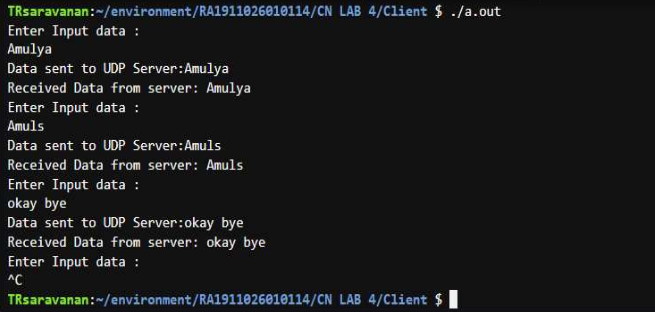 TRsaravanan:~/environment/RA1911026010114/CN LAB 4/Client $ ./a.out
Enter Input data :
Amulya
Data sent to UDP Server:Amulya
Received Data from server: Amulya
Enter Input data :
Amuls
Data sent to UDP Server:Amuls
Received Data from server: Amuls
Enter Input data :
okay bye
Data sent to UDP Server:okay bye
Received Data from server: okay bye
Enter Input data :
^C
TRsaravanan:~/environment/RA1911026010114/CN LAB 4/Client $